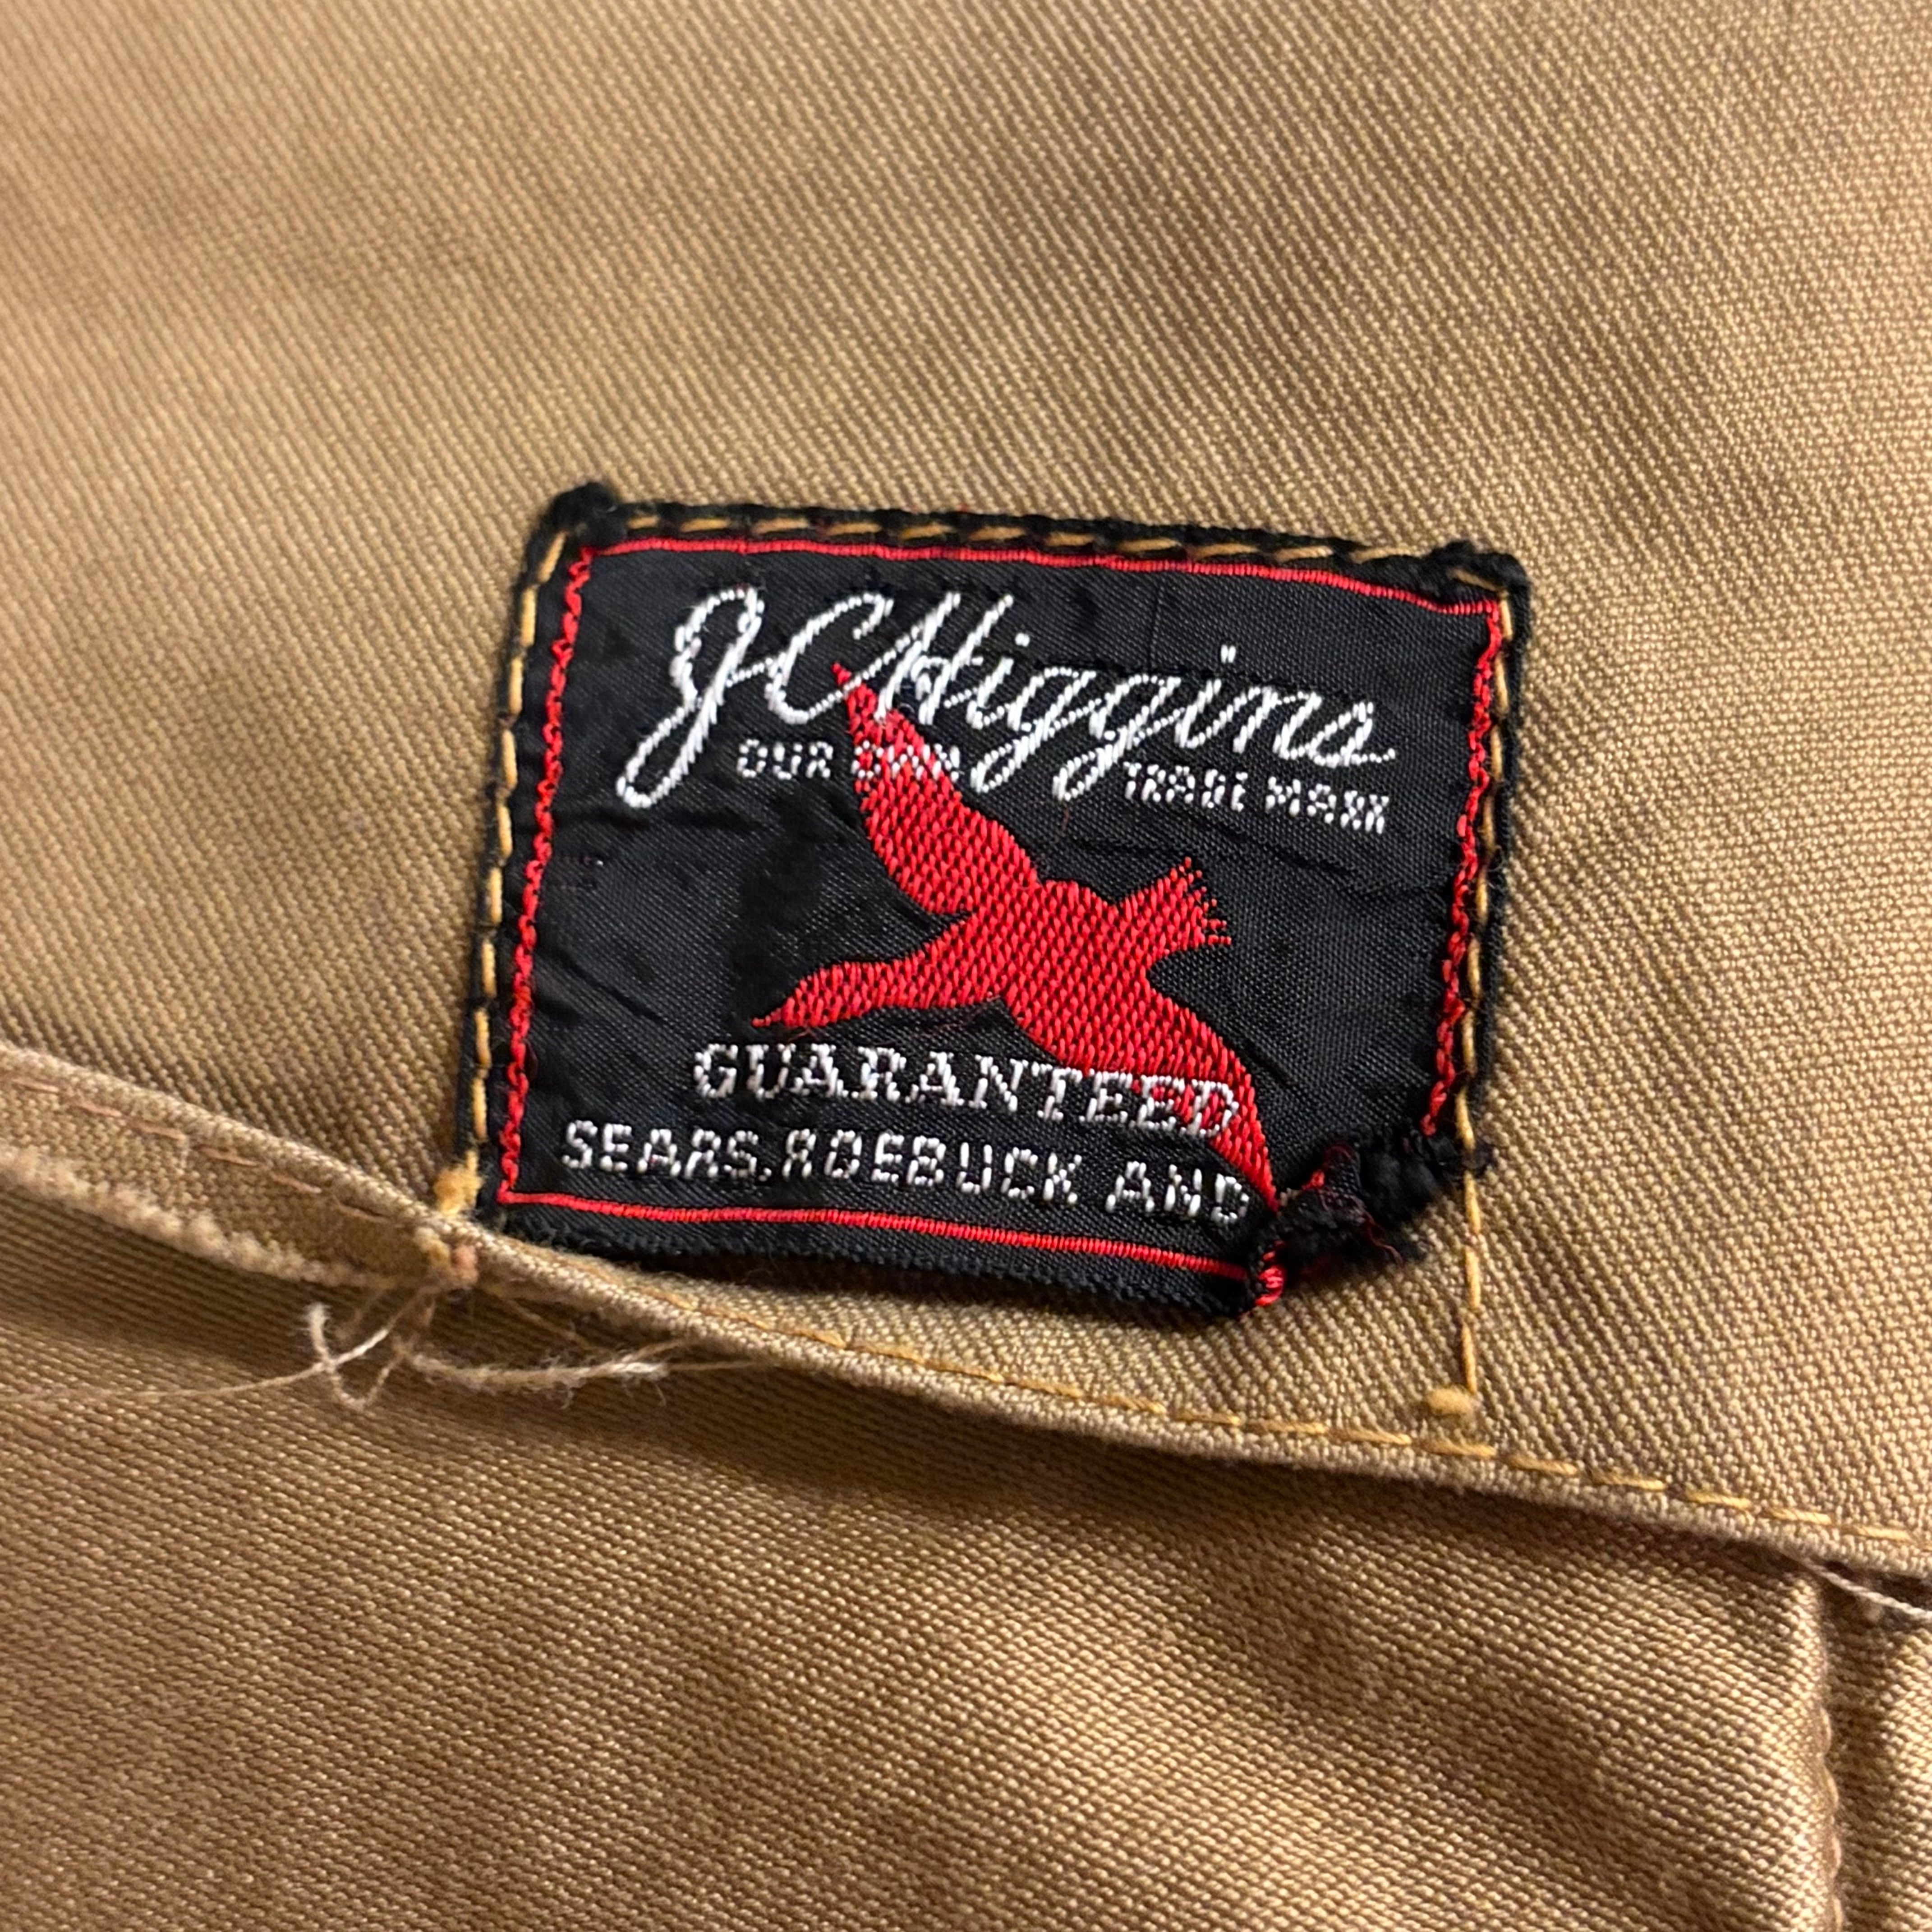 JCHiggins
OUR OWN TRADE MARK
GUARANTEED
SEARS, ROEBUCK AND